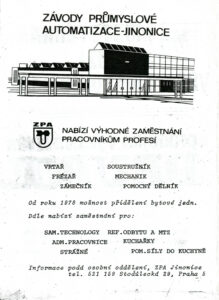 ZÁVODY PRŮMYSLOVÉ
AUTOMATIZACE-JINONICE
ZPA
NABÍZÍ VÝHODNÉ ZAMĚSTNÁNÍ
PRACOVNÍKŮM PROFESÍ
VRTAŘ SOUSTRUŽNÍK
FRÉZAŘ MECHANIK
ZÁMEČNÍK POMOCNÝ DĚLNÍK
Od roku 1978 možnost přidělení bytové jedn.
Dále nabízí zaměstnání pro:
SAM.TECHNOLOGY REF.ODBYTU A MTZ
ADM.PRACOVNICE KUCHAŘKY
STRÁŽNÉ POM.SÍLY DO KUCHYNĚ
Informace podá osobní oddělení, ZPA Jinonice
tel. 521 159 Stodůlecká 29, Praha 5